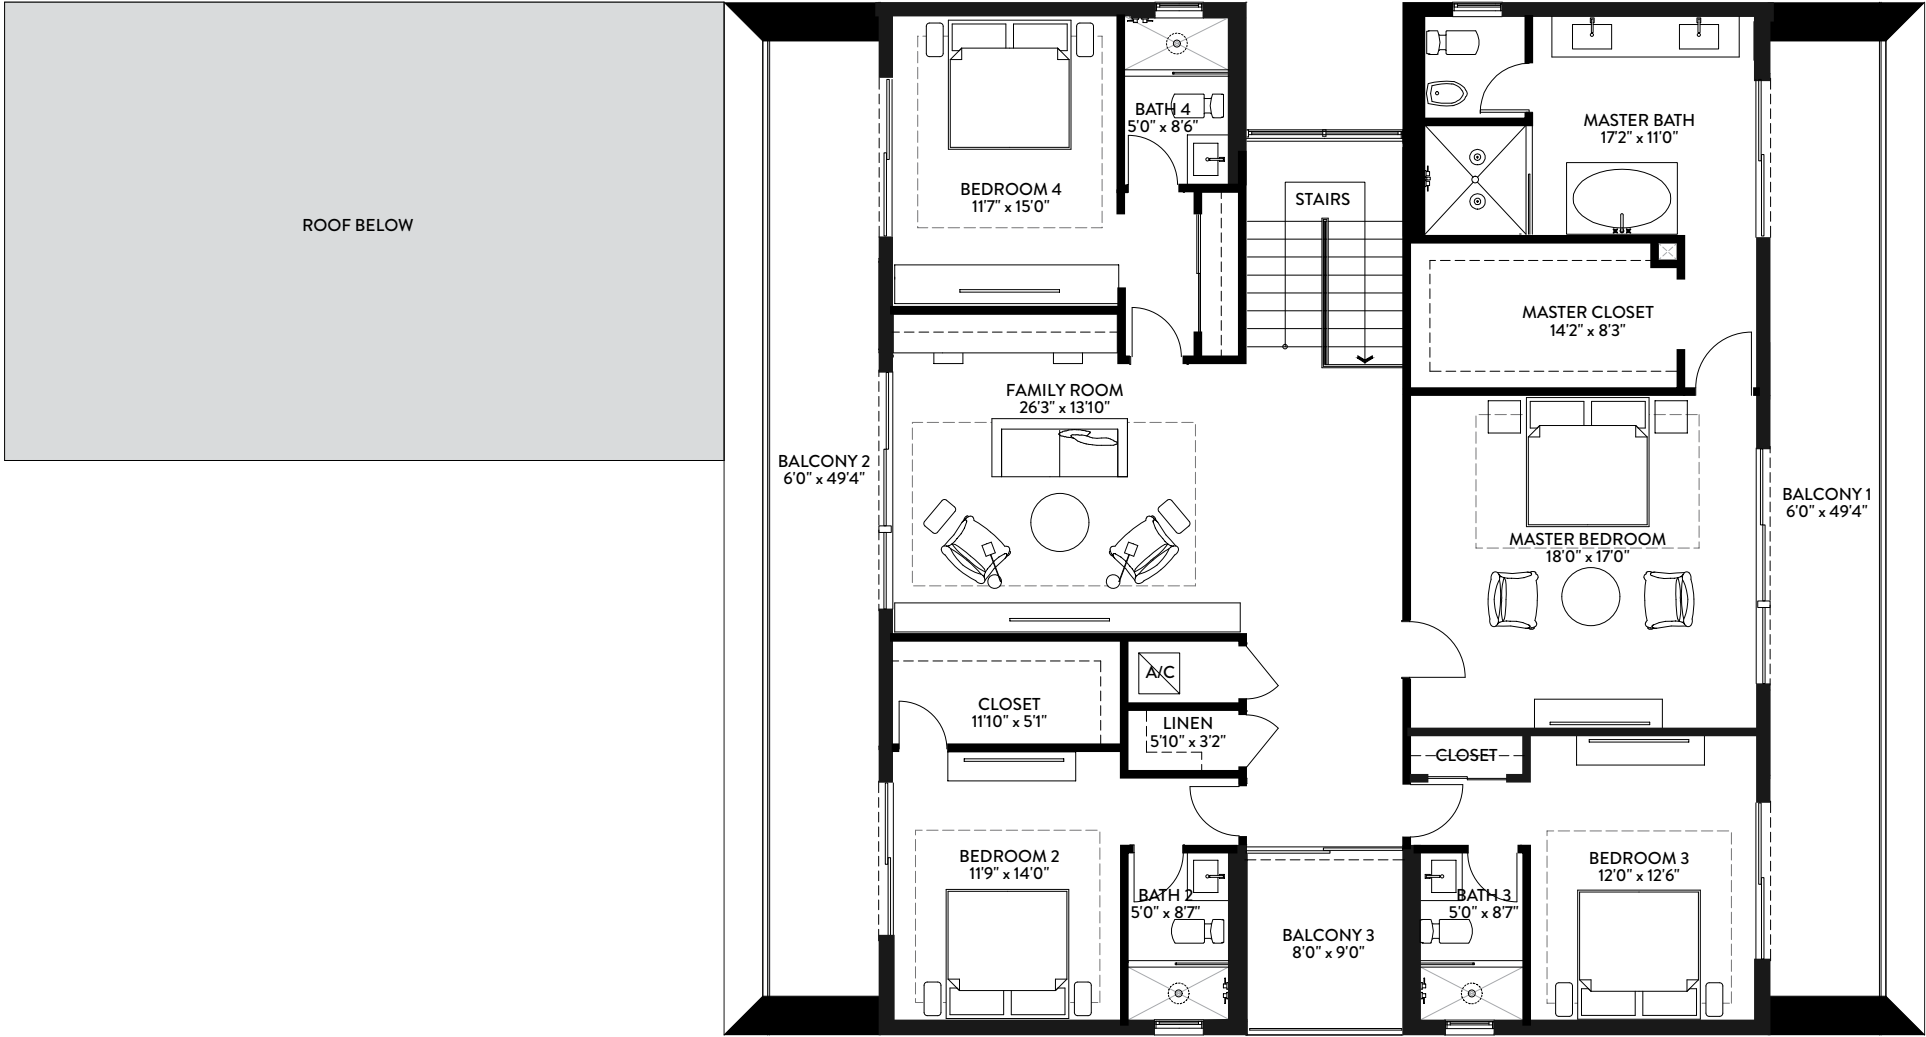 BATH 4
5'0" x 8'6"
MASTER BATH
17'2" x 11'0"
BEDROOM 4
11'7" x 15'0"
STAIRS
ROOF BELOW
MASTER CLOSET
14'2" x 8'3"
FAMILY ROOM
26'3" x 13'10"
BALCONY 2
6'0" x 49'4"
BALCONY 1
6'0" x 49'4"
MASTER BEDROOM
18'0" x 17'0"
A/C
CLOSET
11'10" x 5'1"
LINEN
5'10" x 3'2"
CLOSET
BEDROOM 2
11'9" x 14'0"
BEDROOM 3
12'0" x 12'6"
BATH 2
5'0" x 8'7"
BATH 3
5'0" x 8'7"
BALCONY 3
8'0" x 9'0"